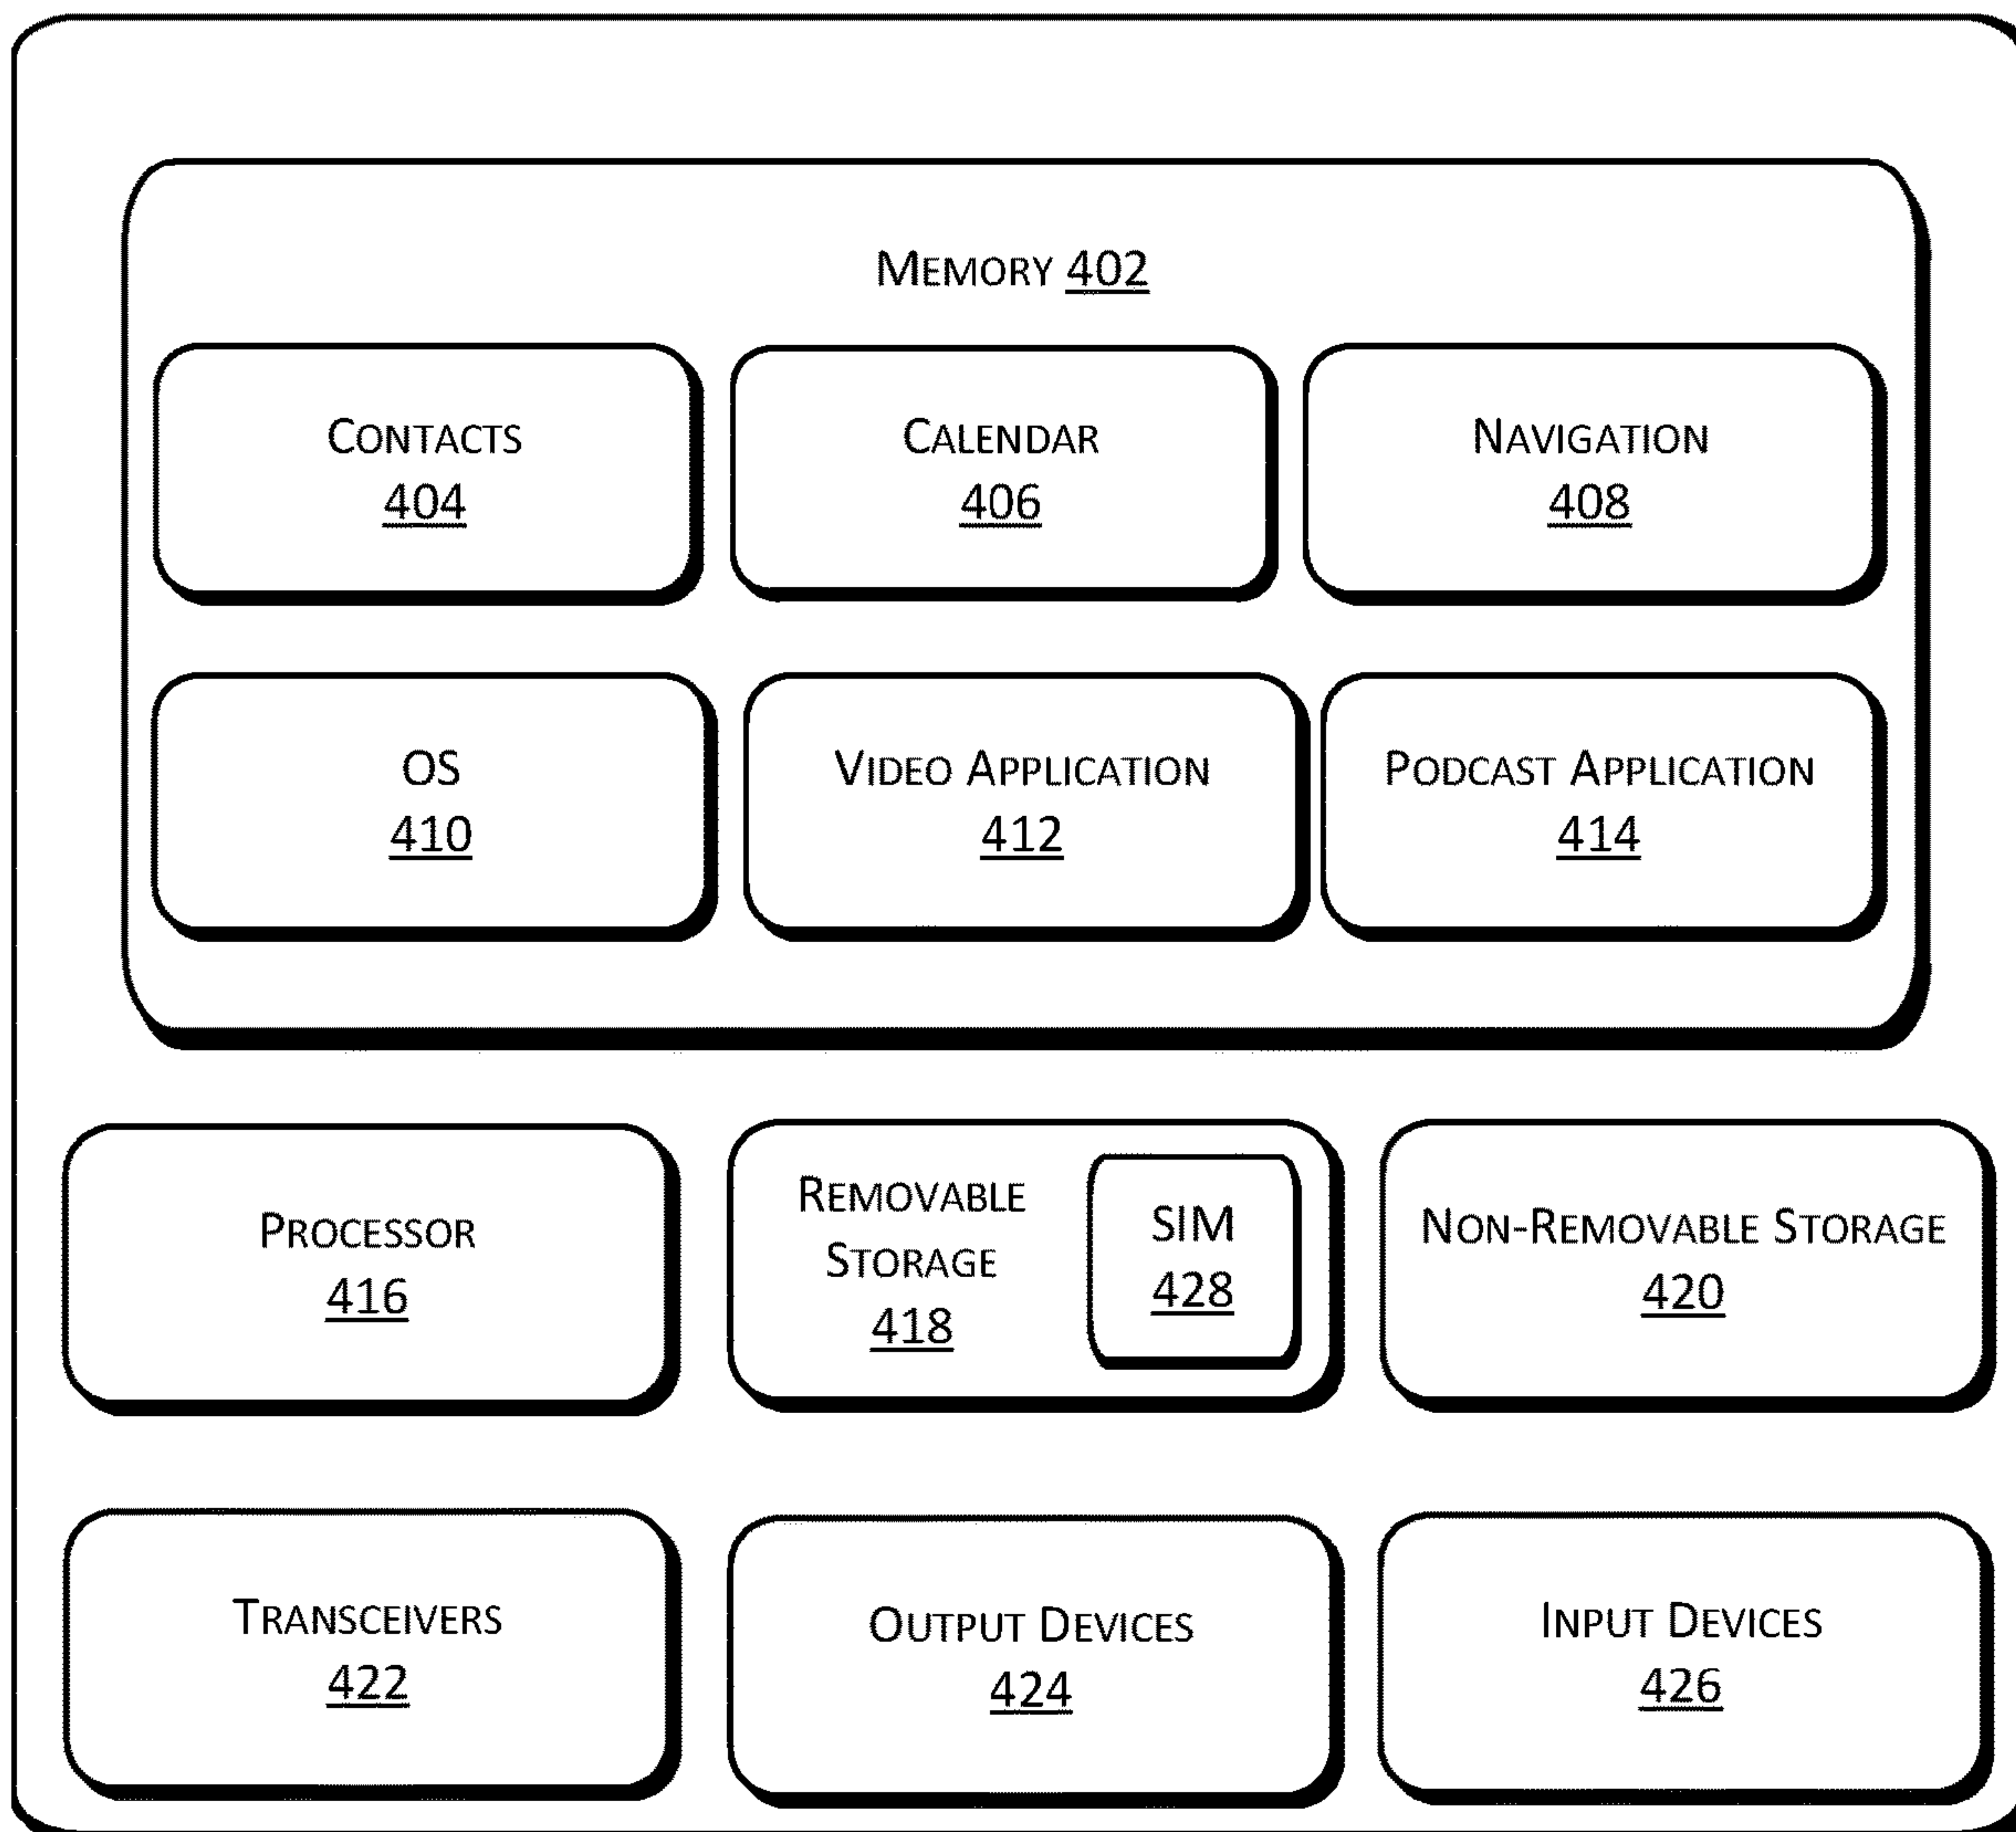 MEMORY 402
CONTACTS
404
CALENDAR
406
NAVIGATION
408
OS
410
VIDEO APPLICATION
412
PODCAST APPLICATION
414
PROCESSOR
416
REMOVABLE
STORAGE
418
SIM
428
NON-REMOVABLE STORAGE
420
TRANSCEIVERS
422
OUTPUT DEVICES
424
INPUT DEVICES
426